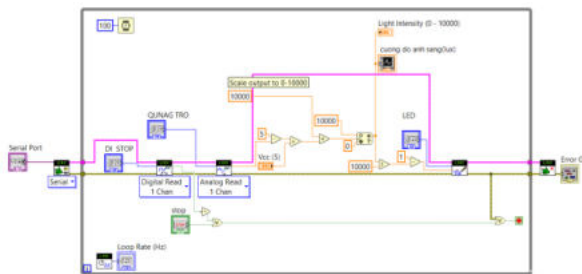 100
Light Intensity (0 - 10000)
cuong do anh sang(lux)
Scale output to 0-10000
10000
10000
QUNAG TRO
LED
5
0
DI_STOP
Vcc (5)
10000
1
Serial Port
Serial
Digital Read
1 Chan
Analog Read
1 Chan
stop
Loop Rate (Hz)
i